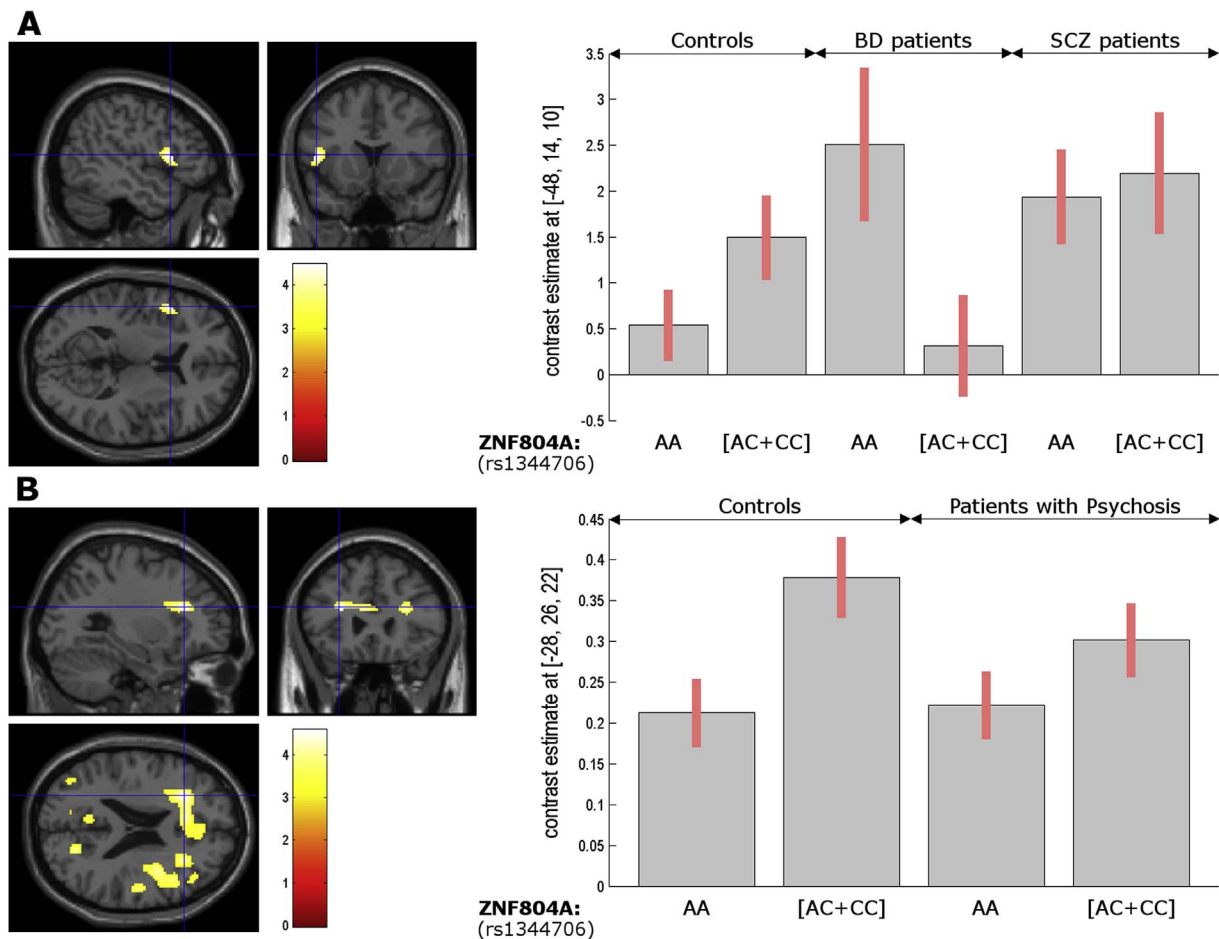 A
Controls BD patients SCZ patients
3.5
3
2.5
2
1.5
1
0.5
0
-0.5
contrast estimate at [-48, 14, 10]
4
3
2
1
0
AA [AC+CC] AA [AC+CC] AA [AC+CC]
ZNF804A:
(rs1344706)
B
Controls Patients with Psychosis
0.45
0.4
0.35
0.3
0.25
0.2
0.15
0.1
0.05
0
contrast estimate at [-28, 26, 22]
4
3
2
1
0
AA [AC+CC] AA [AC+CC]
ZNF804A:
(rs1344706)